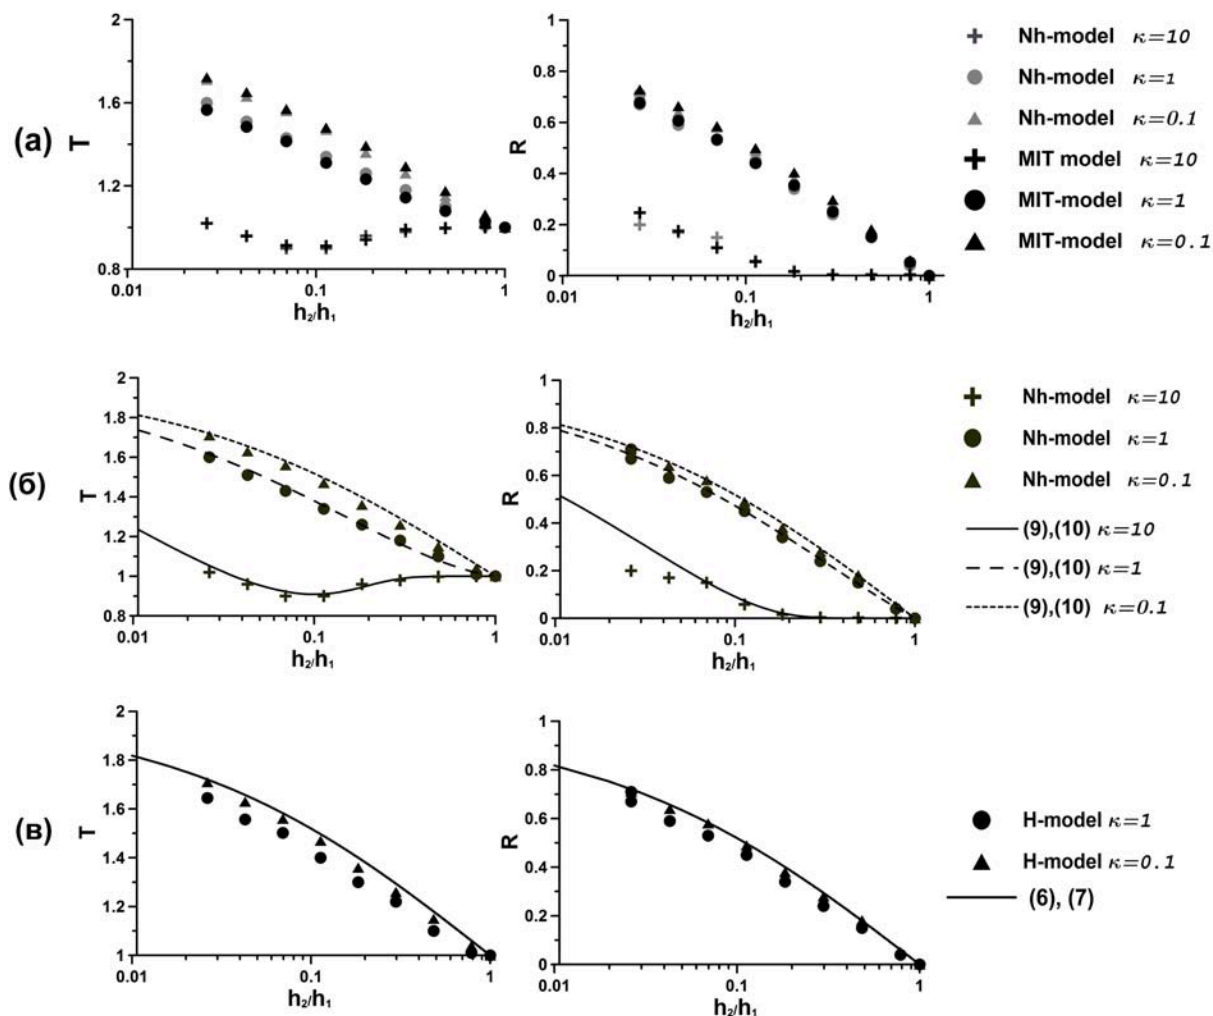 (а)
T
2
1.6
1.2
0.8
0.01
0.1
1
h₂/h₁
R
1
0.8
0.6
0.4
0.2
0
0.01
0.1
1
h₂/h₁
Nh-model κ=10
Nh-model κ=1
Nh-model κ=0.1
MIT model κ=10
MIT-model κ=1
MIT-model κ=0.1
(б)
T
2
1.8
1.6
1.4
1.2
1
0.8
0.01
0.1
1
h₂/h₁
R
1
0.8
0.6
0.4
0.2
0
0.01
0.1
1
h₂/h₁
Nh-model κ=10
Nh-model κ=1
Nh-model κ=0.1
(9),(10) κ=10
(9),(10) κ=1
(9),(10) κ=0.1
(в)
T
2
1.8
1.6
1.4
1.2
1
0.01
0.1
1
h₂/h₁
R
1
0.8
0.6
0.4
0.2
0
0.01
0.1
1
h₂/h₁
H-model κ=1
H-model κ=0.1
(6), (7)